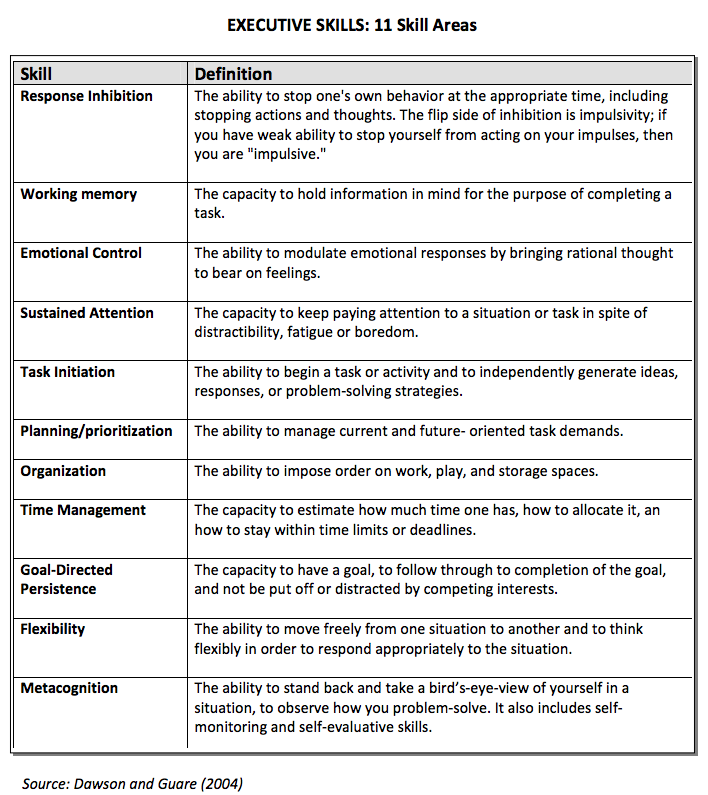 EXECUTIVE SKILLS: 11 Skill Areas
Skill
Definition
Response Inhibition
The ability to stop one's own behavior at the appropriate time, including
stopping actions and thoughts. The flip side of inhibition is impulsivity; if
you have weak ability to stop yourself from acting on your impulses, then
you are "impulsive."
Working memory
The capacity to hold information in mind for the purpose of completing a
task.
Emotional Control
The ability to modulate emotional responses by bringing rational thought
to bear on feelings.
Sustained Attention
The capacity to keep paying attention to a situation or task in spite of
distractibility, fatigue or boredom.
Task Initiation
The ability to begin a task or activity and to independently generate ideas,
responses, or problem-solving strategies.
Planning/prioritization
The ability to manage current and future- oriented task demands.
Organization
The ability to impose order on work, play, and storage spaces.
Time Management
The capacity to estimate how much time one has, how to allocate it, an
how to stay within time limits or deadlines.
Goal-Directed
Persistence
The capacity to have a goal, to follow through to completion of the goal,
and not be put off or distracted by competing interests.
Flexibility
The ability to move freely from one situation to another and to think
flexibly in order to respond appropriately to the situation.
Metacognition
The ability to stand back and take a bird's-eye-view of yourself in a
situation, to observe how you problem-solve. It also includes self-
monitoring and self-evaluative skills.
Source: Dawson and Guare (2004)